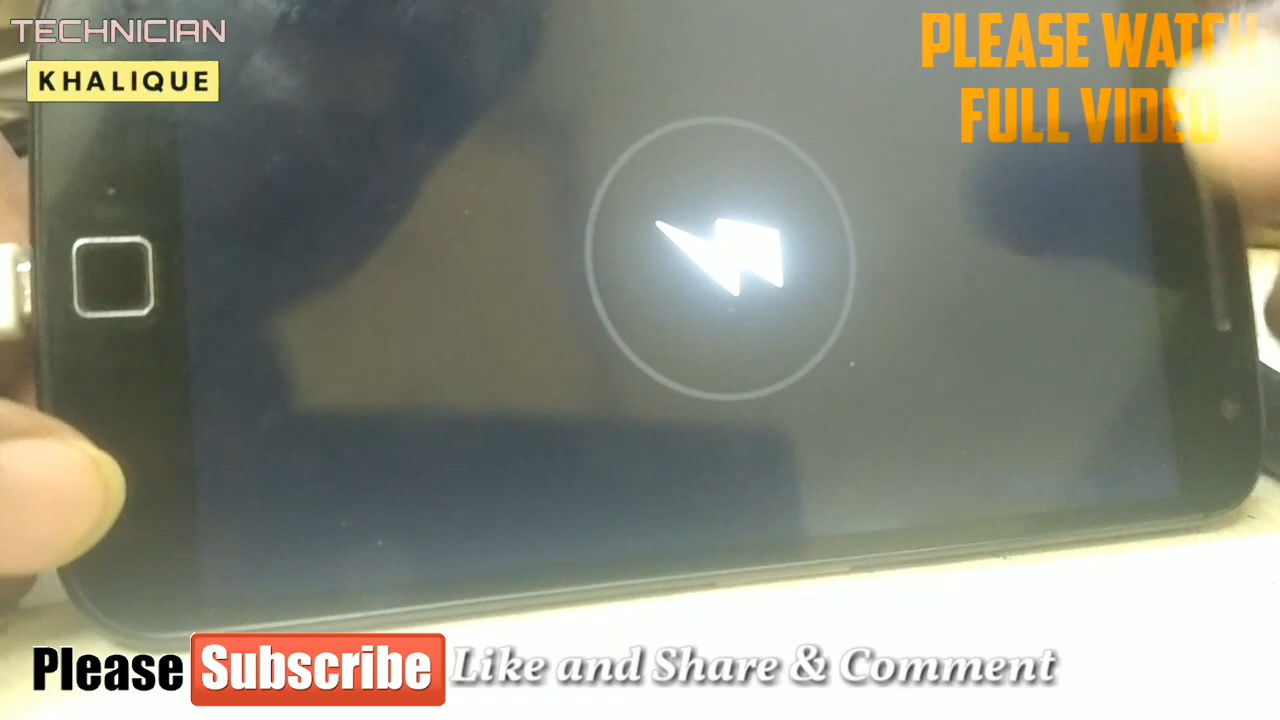 TECHNICIAN
KHALIQUE
PLEASE WATCH
FULL VIDEO
Please Subscribe Like and Share & Comment